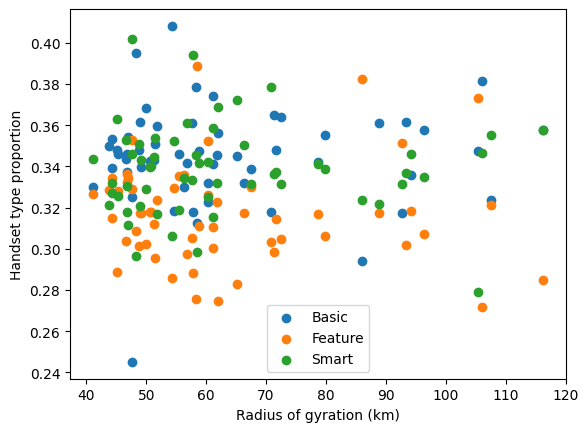 0.40
0.38
0.36
0.34
0.32
0.30
0.28
0.26
0.24
Handset type proportion
Basic
Feature
Smart
40 50 60 70 80 90 100 110 120
Radius of gyration (km)